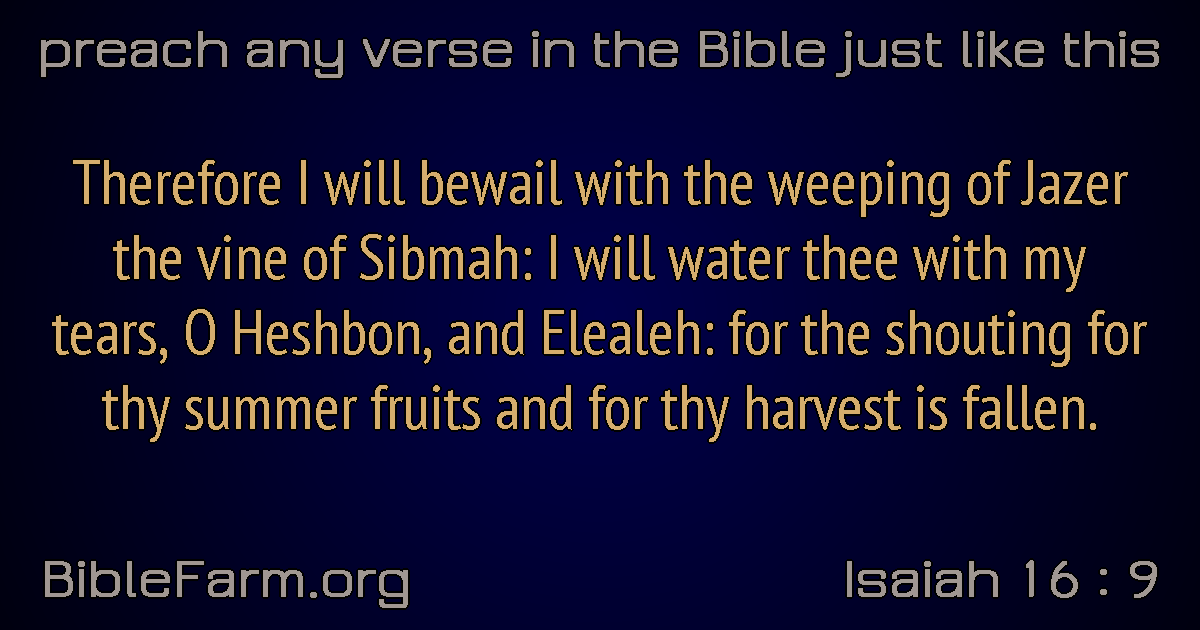 preach any verse in the Bible just like this
Therefore I will bewail with the weeping of Jazer
the vine of Sibmah: I will water thee with my
tears, O Heshbon, and Elealeh: for the shouting for
thy summer fruits and for thy harvest is fallen.
BibleFarm.org
Isaiah 16 : 9